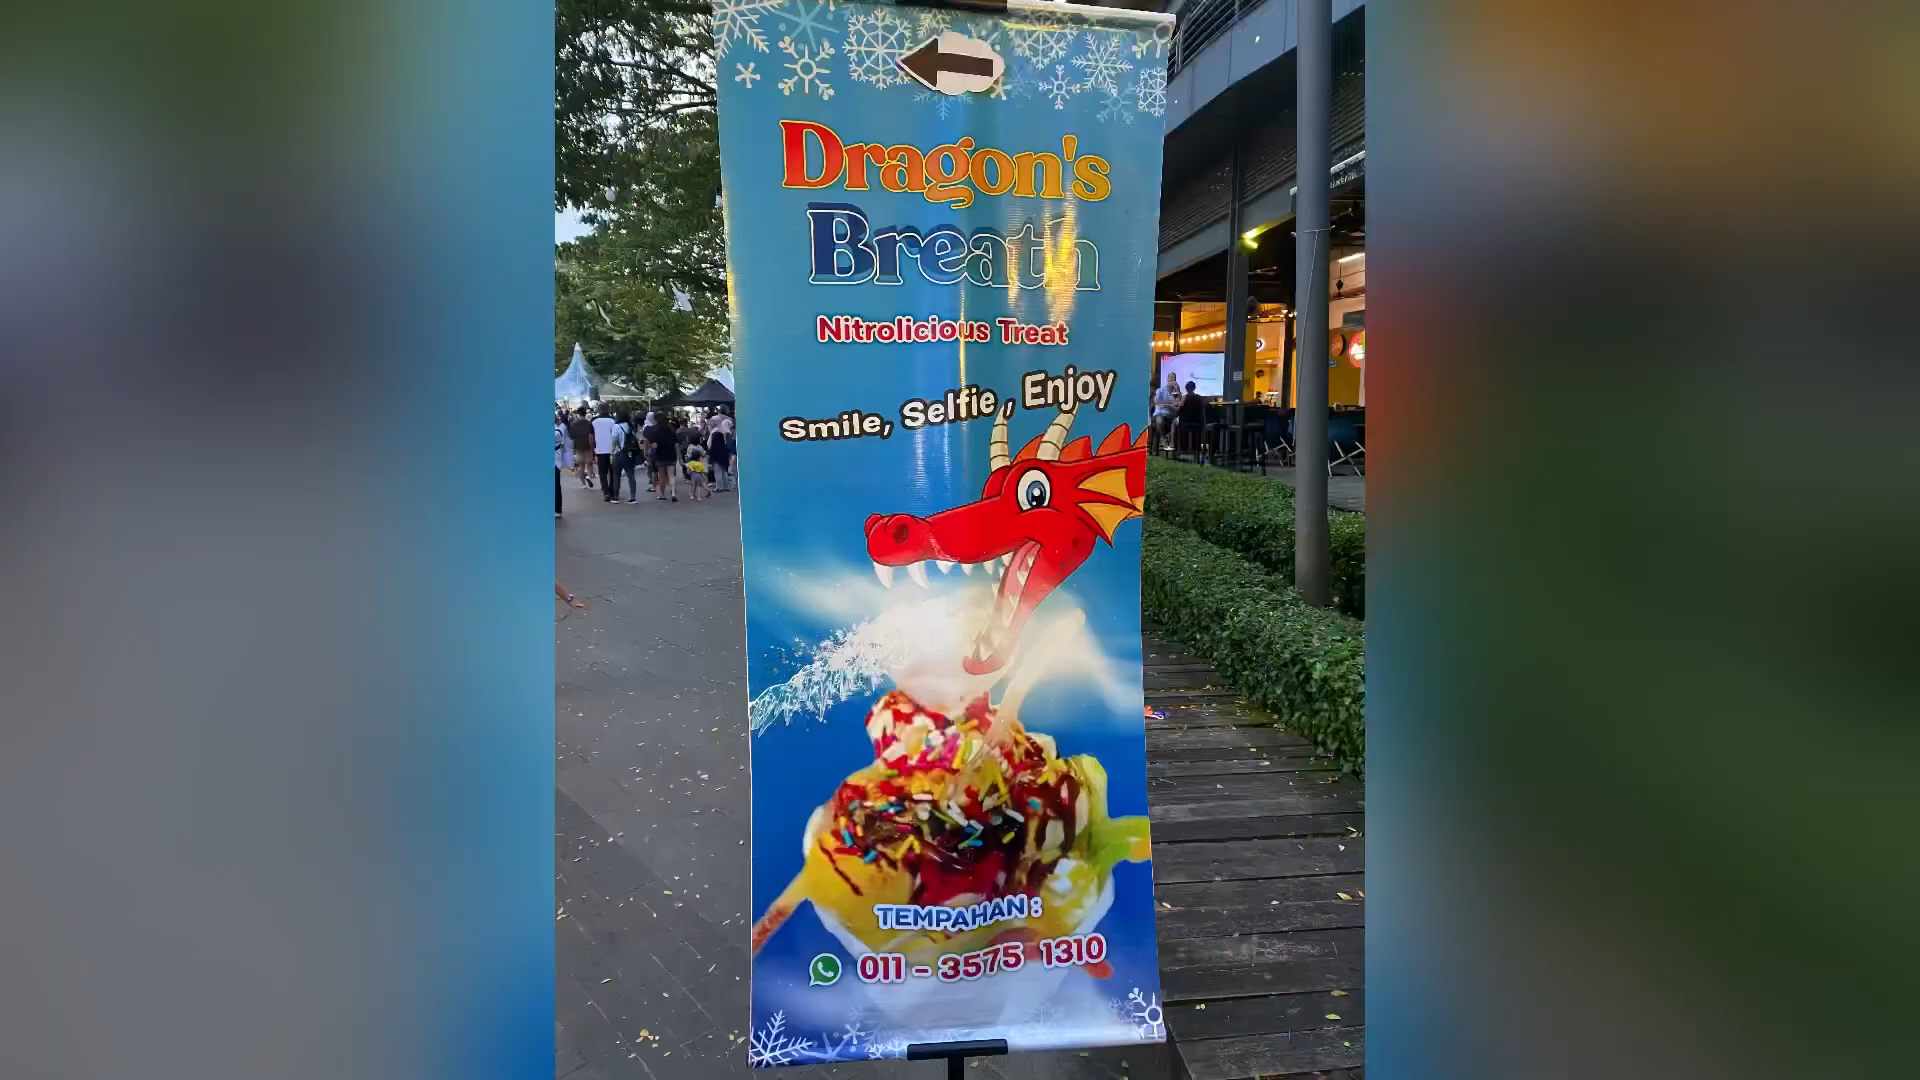 Dragon's
Breath
Nitrolicious Treat
Smile, Selfie, Enjoy
TEMPAHAN :
011 - 3575 1310